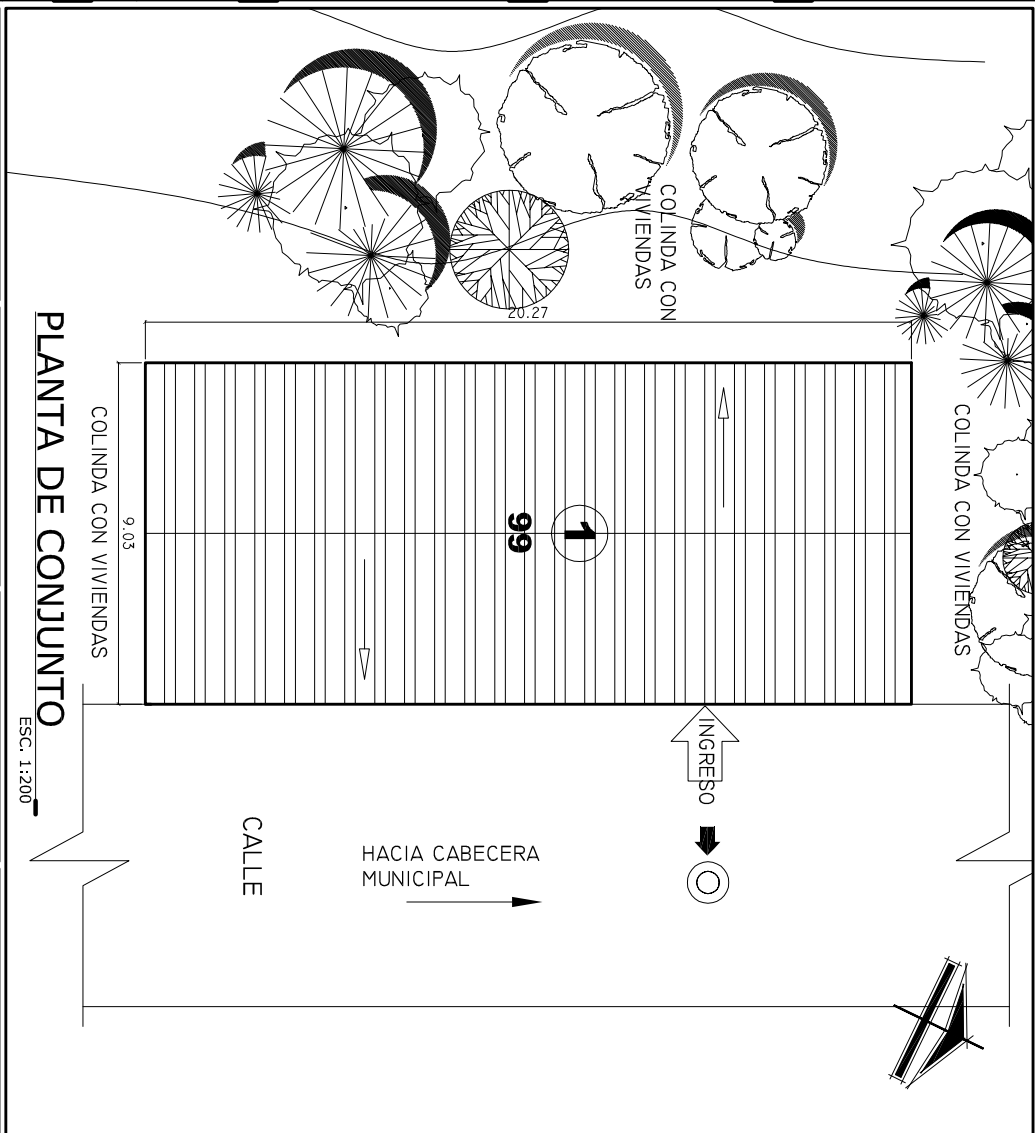 COLINDA CON
VIVIENDAS
20.27
COLINDA CON VIVIENDAS
COLINDA CON VIVIENDAS
9.03
1
99
INGRESO
CALLE
HACIA CABECERA
MUNICIPAL
PLANTA DE CONJUNTO
ESC. 1:200